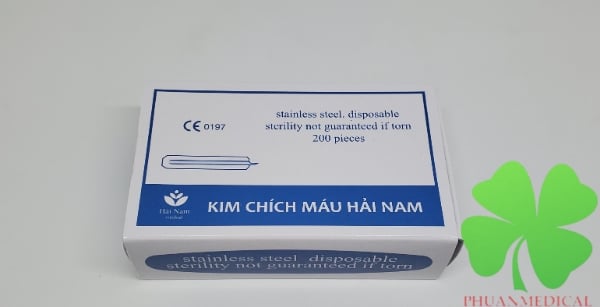 stainless steel. disposable
sterility not guaranteed if torn
200 pieces
CE 0197
Hải Nam
KIM CHÍCH MÁU HẢI NAM
stainless steel disposable
sterility not guaranteed if torn
PHUANMEDICAL